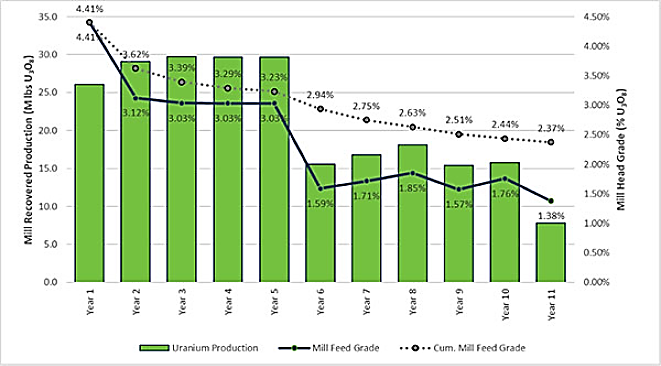 4.41%
35.0
4.50%
4.41%
30.0
3.62%
3.39%
3.29%
3.23%
4.00%
3.50%
25.0
3.12%
3.03%
3.03%
3.03%
2.94%
2.75%
2.63%
2.51%
2.44%
2.37%
3.00%
20.0
2.50%
15.0
2.00%
1.59%
1.71%
1.85%
1.57%
1.76%
1.50%
10.0
1.38%
1.00%
5.0
0.50%
0.0
0.00%
Mill Recovered Production (Mlbs U₃O₈)
Mill Head Grade (% U₃O₈)
Year 1
Year 2
Year 3
Year 4
Year 5
Year 6
Year 7
Year 8
Year 9
Year 10
Year 11
Uranium Production
Mill Feed Grade
Cum. Mill Feed Grade